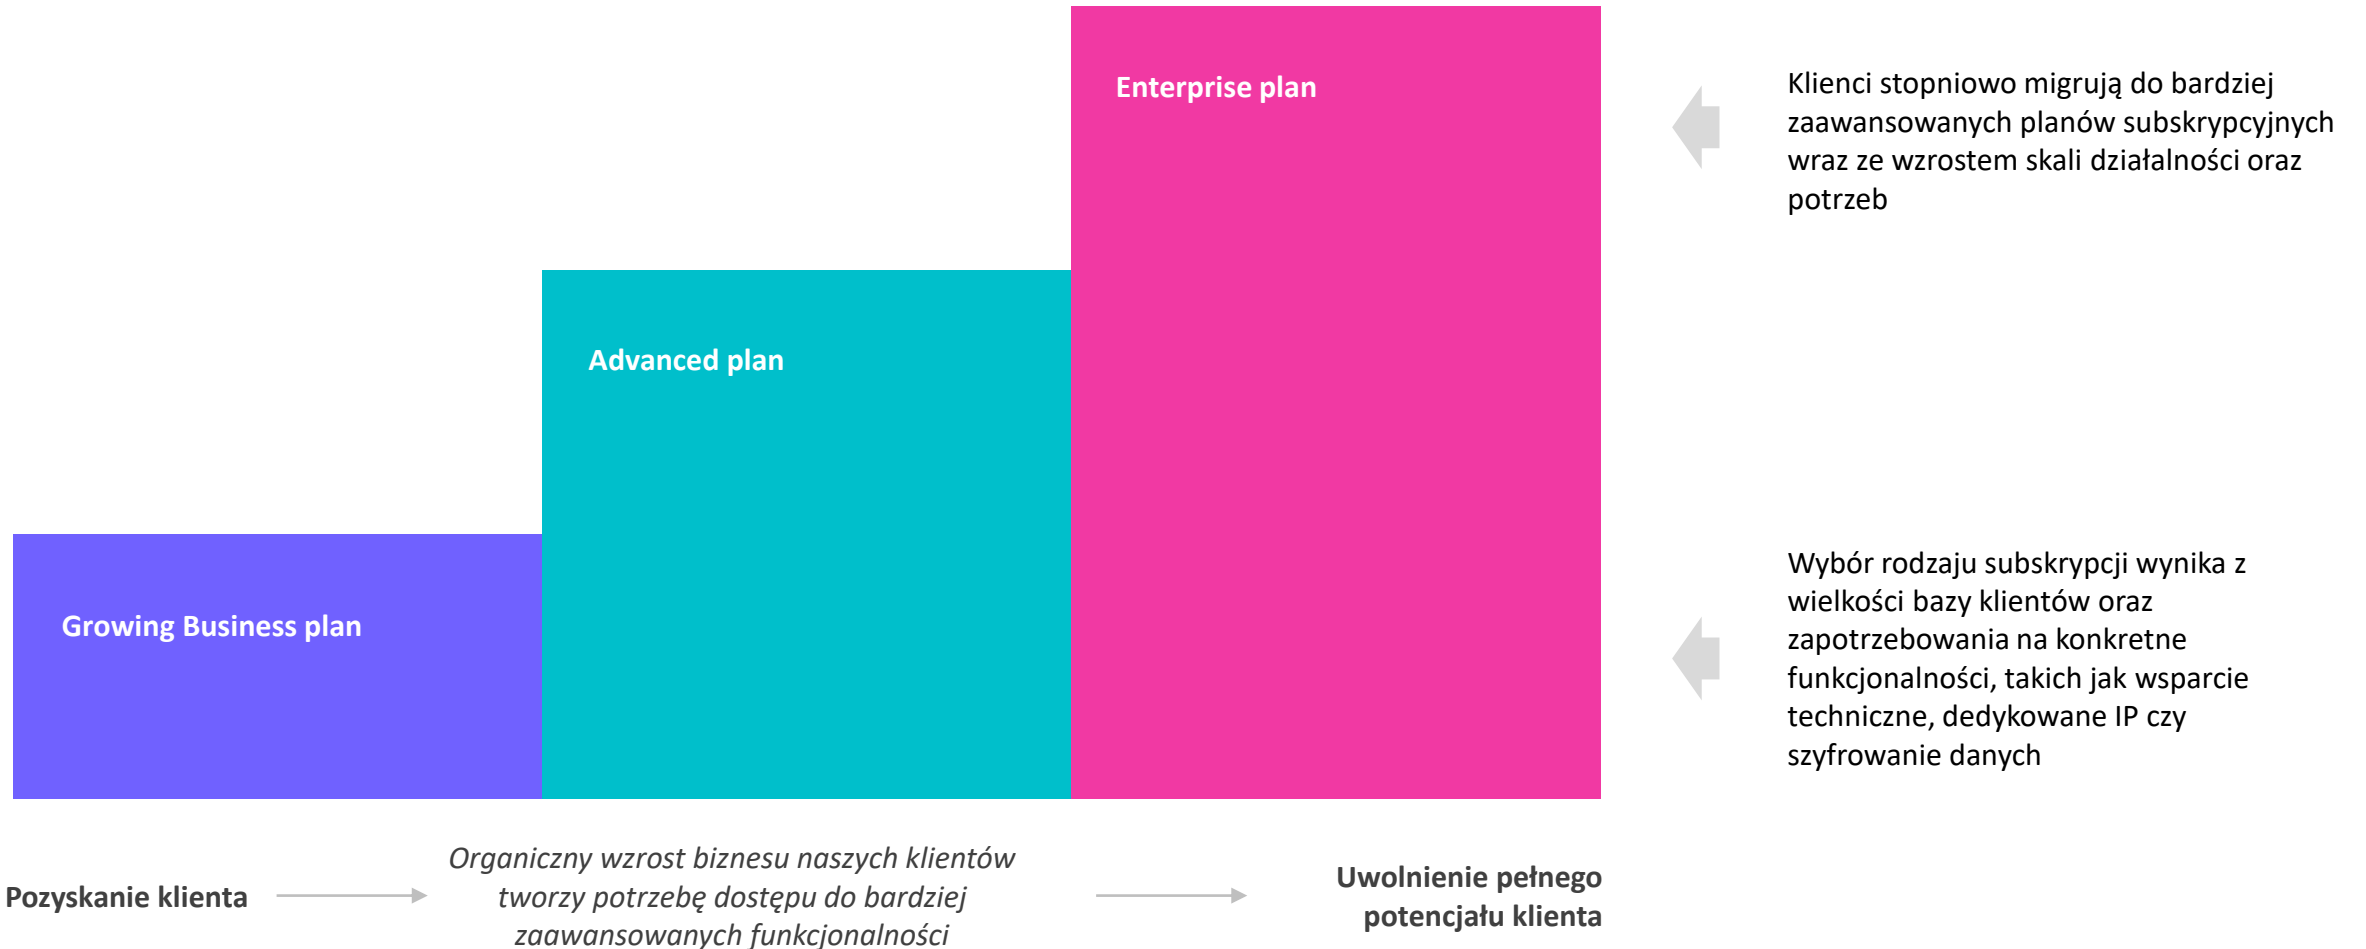 Enterprise plan
Klienci stopniowo migrują do bardziej
zaawansowanych planów subskrypcyjnych
wraz ze wzrostem skali działalności oraz
potrzeb
Advanced plan
Growing Business plan
Wybór rodzaju subskrypcji wynika z
wielkości bazy klientów oraz
zapotrzebowania na konkretne
funkcjonalności, takich jak wsparcie
techniczne, dedykowane IP czy
szyfrowanie danych
Pozyskanie klienta
Organiczny wzrost biznesu naszych klientów
tworzy potrzebę dostępu do bardziej
zaawansowanych funkcjonalności
Uwolnienie pełnego
potencjału klienta